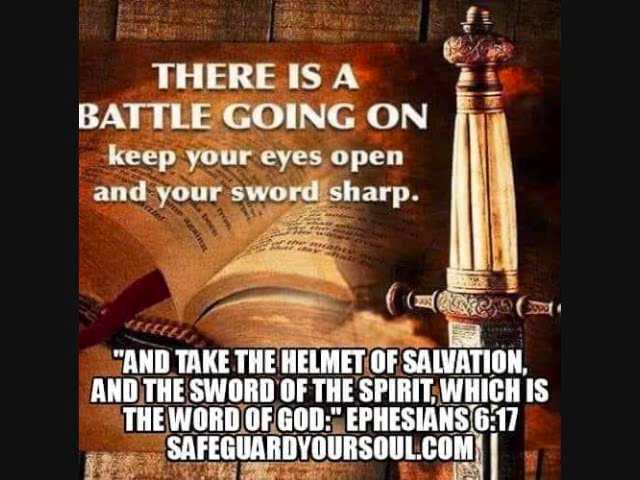 THERE IS A
BATTLE GOING ON
keep your eyes open
and your sword sharp.
"AND TAKE THE HELMET OF SALVATION,
AND THE SWORD OF THE SPIRIT, WHICH IS
THE WORD OF GOD:" EPHESIANS 6:17
SAFEGUARDYOURSOUL.COM